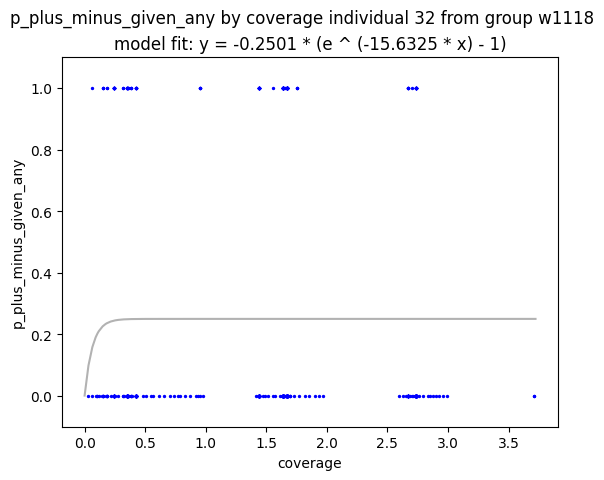 p_plus_minus_given_any by coverage individual 32 from group w1118
model fit: y = -0.2501 * (e ^ (-15.6325 * x) - 1)
p_plus_minus_given_any
1.0
0.8
0.6
0.4
0.2
0.0
0.0 0.5 1.0 1.5 2.0 2.5 3.0 3.5
coverage